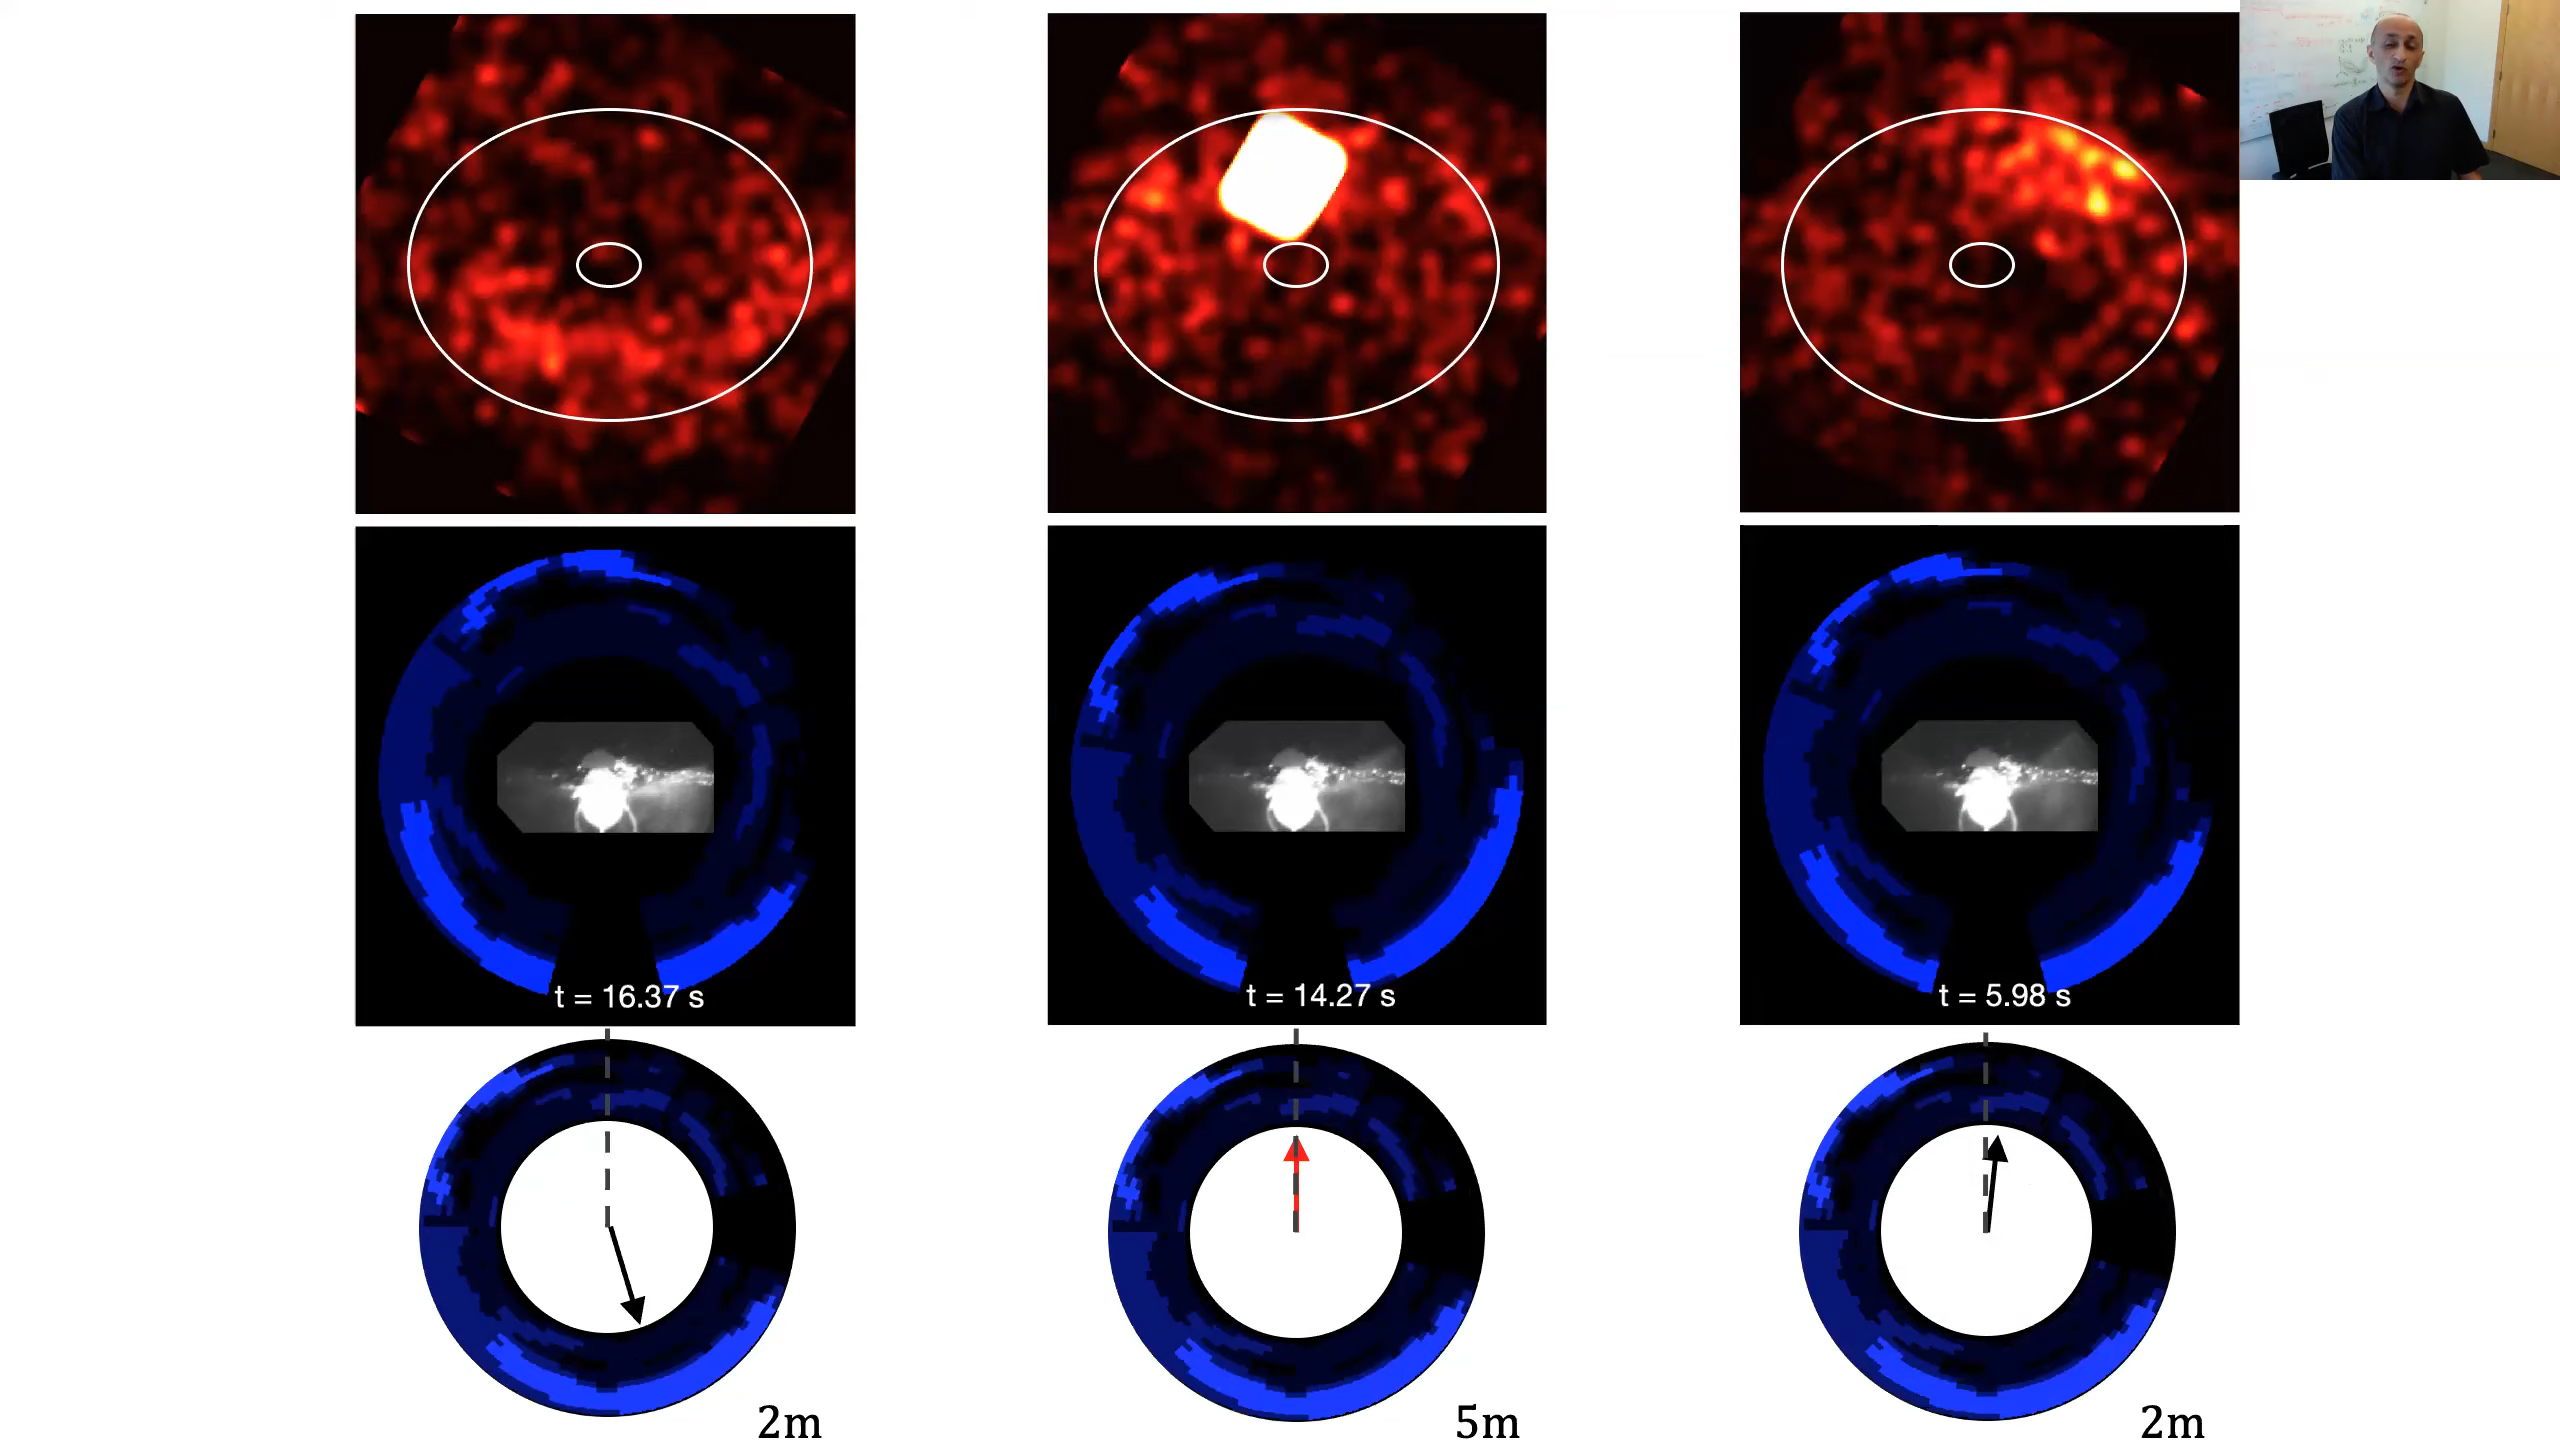 t = 16.37 s
t = 14.27 s
t = 5.98 s
2m
5m
2m